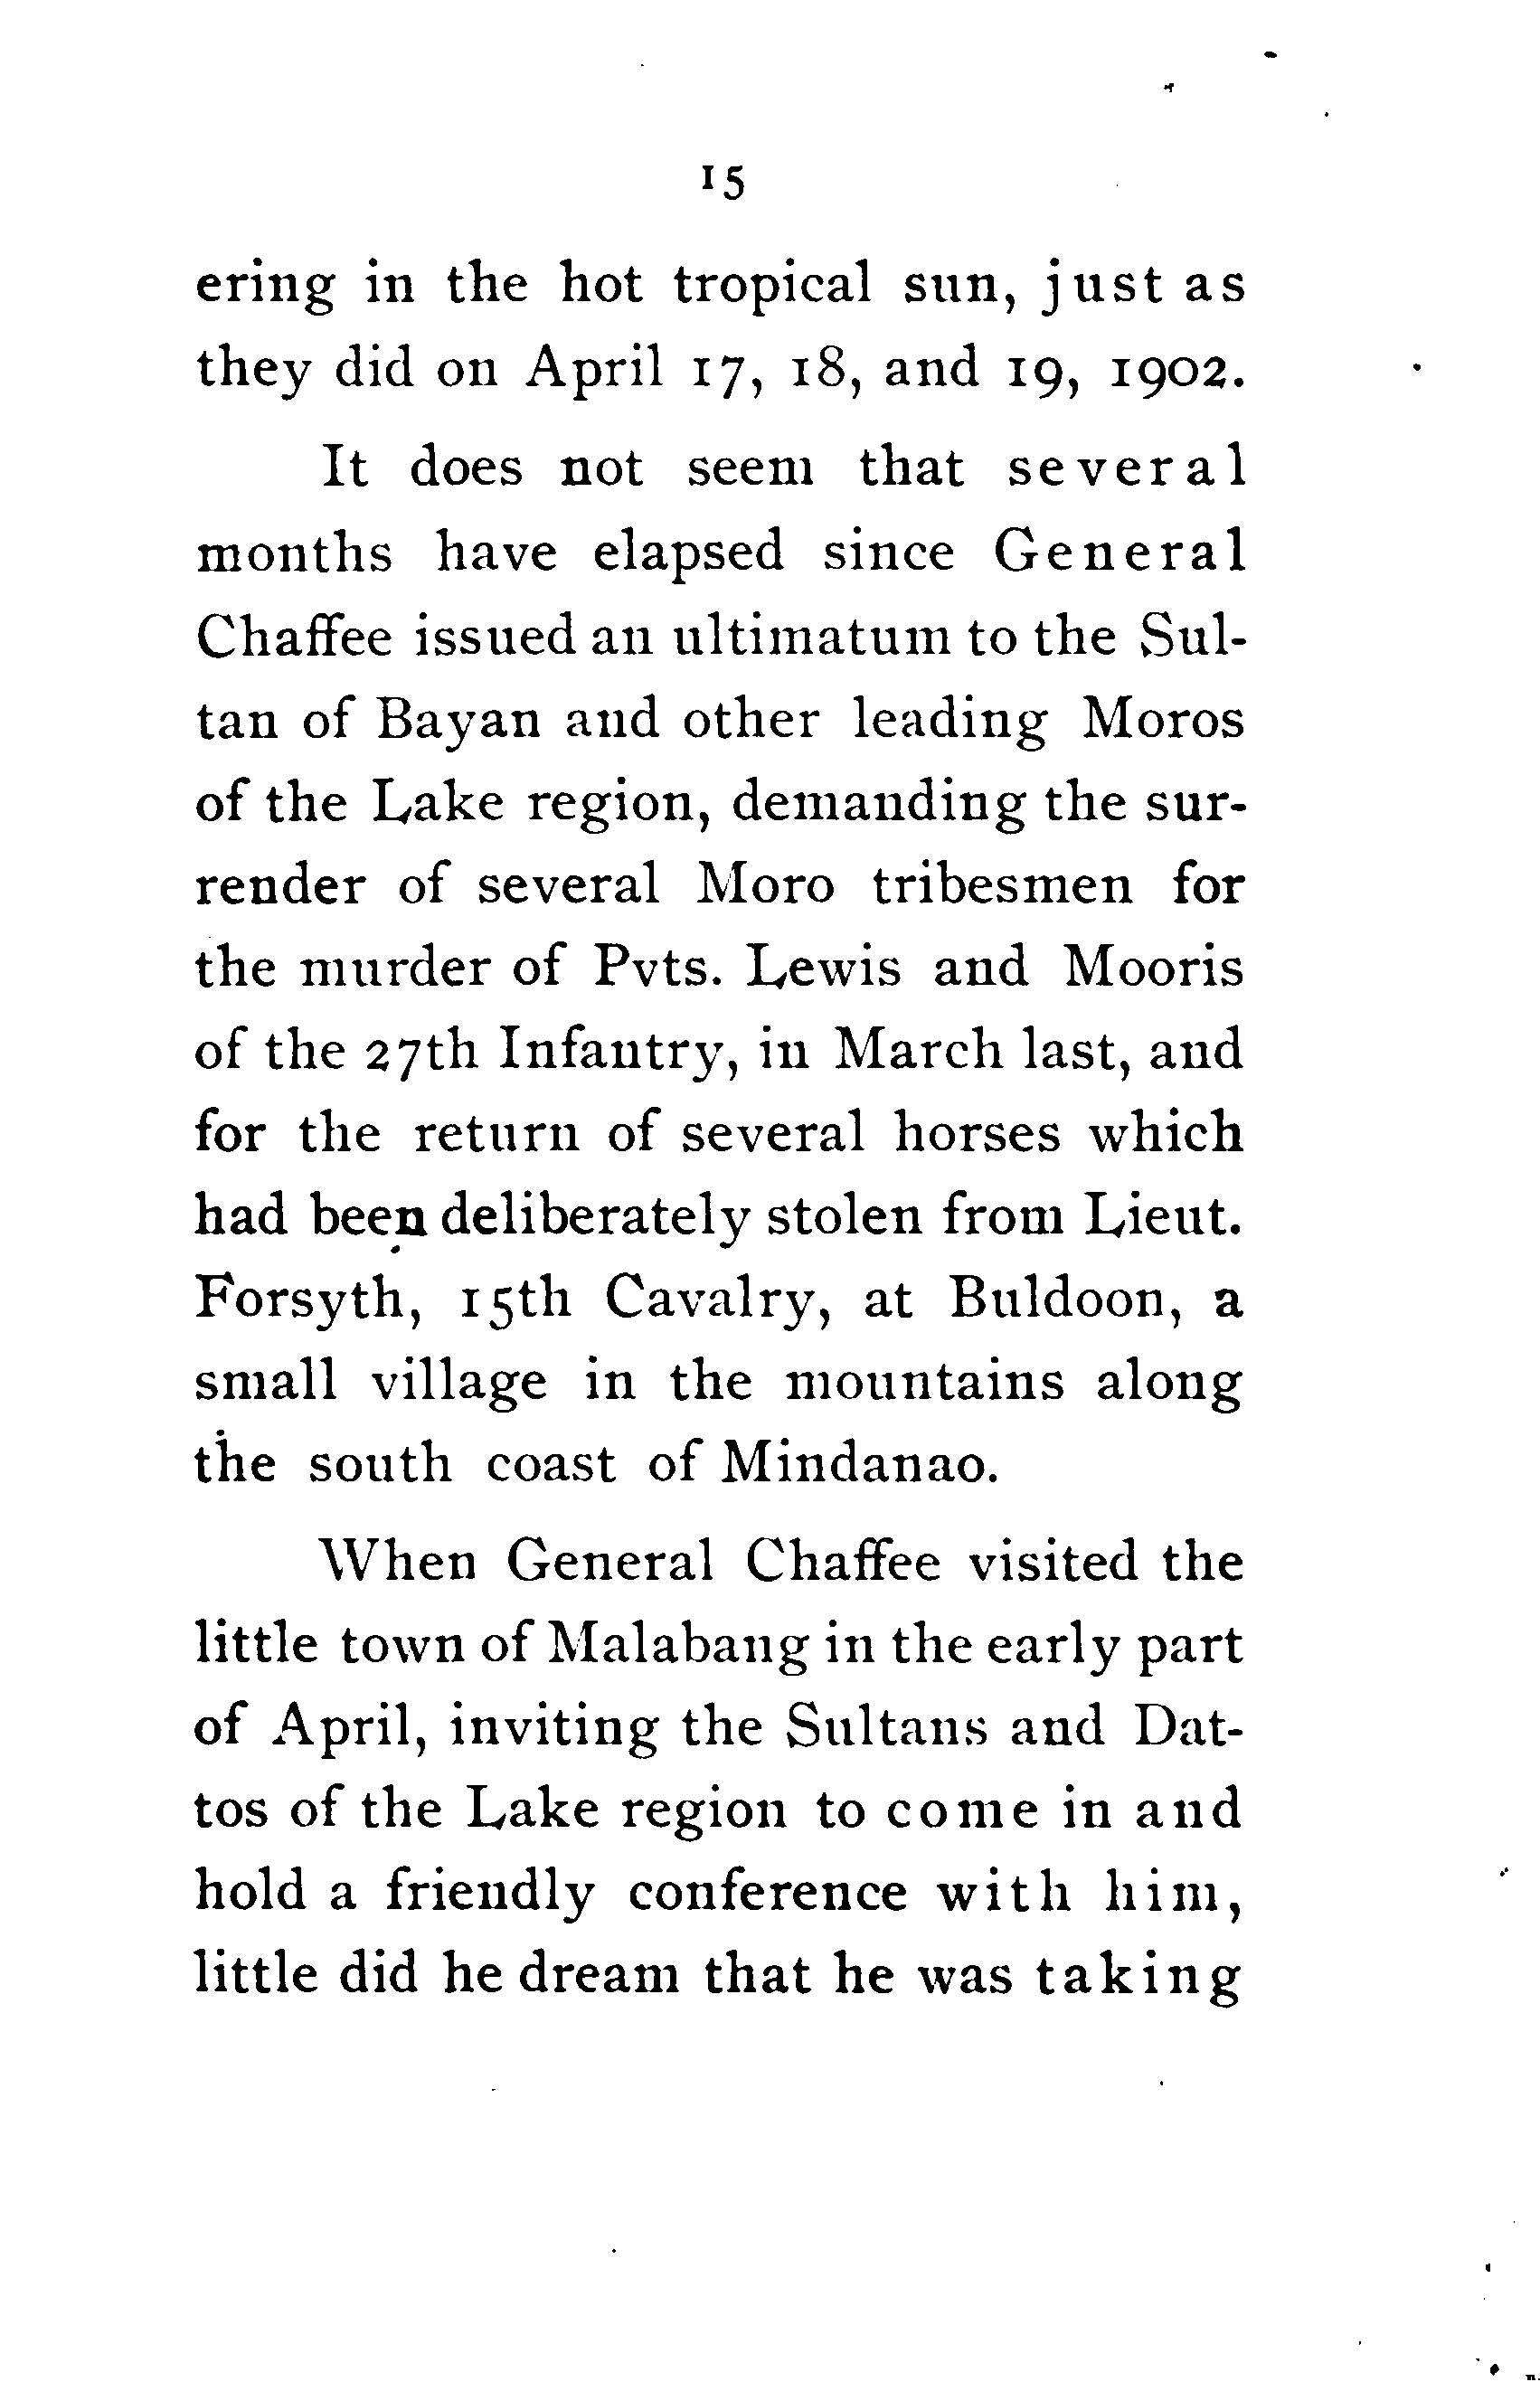 15
ering in the hot tropical sun, just as
they did on April 17, 18, and 19, 1902.
It does not seem that several
months have elapsed since General
Chaffee issued an ultimatum to the Sul-
tan of Bayan and other leading Moros
of the Lake region, demanding the sur-
render of several Moro tribesmen for
the murder of Pvts. Lewis and Mooris
of the 27th Infantry, in March last, and
for the return of several horses which
had been deliberately stolen from Lieut.
Forsyth, 15th Cavalry, at Buldoon, a
small village in the mountains along
the south coast of Mindanao.
When General Chaffee visited the
little town of Malabang in the early part
of April, inviting the Sultans and Dat-
tos of the Lake region to come in and
hold a friendly conference with him,
little did he dream that he was taking